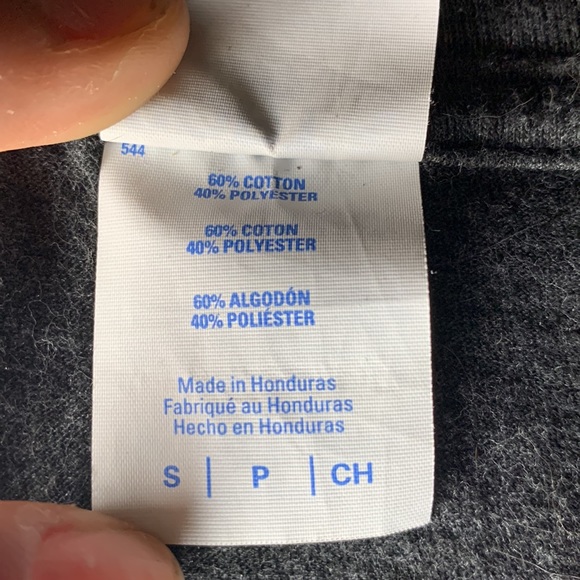 544
60% COTTON
40% POLYESTER
60% COTON
40% POLYESTER
60% ALGODÓN
40% POLIÉSTER
Made in Honduras
Fabriqué au Honduras
Hecho en Honduras
S | P | CH